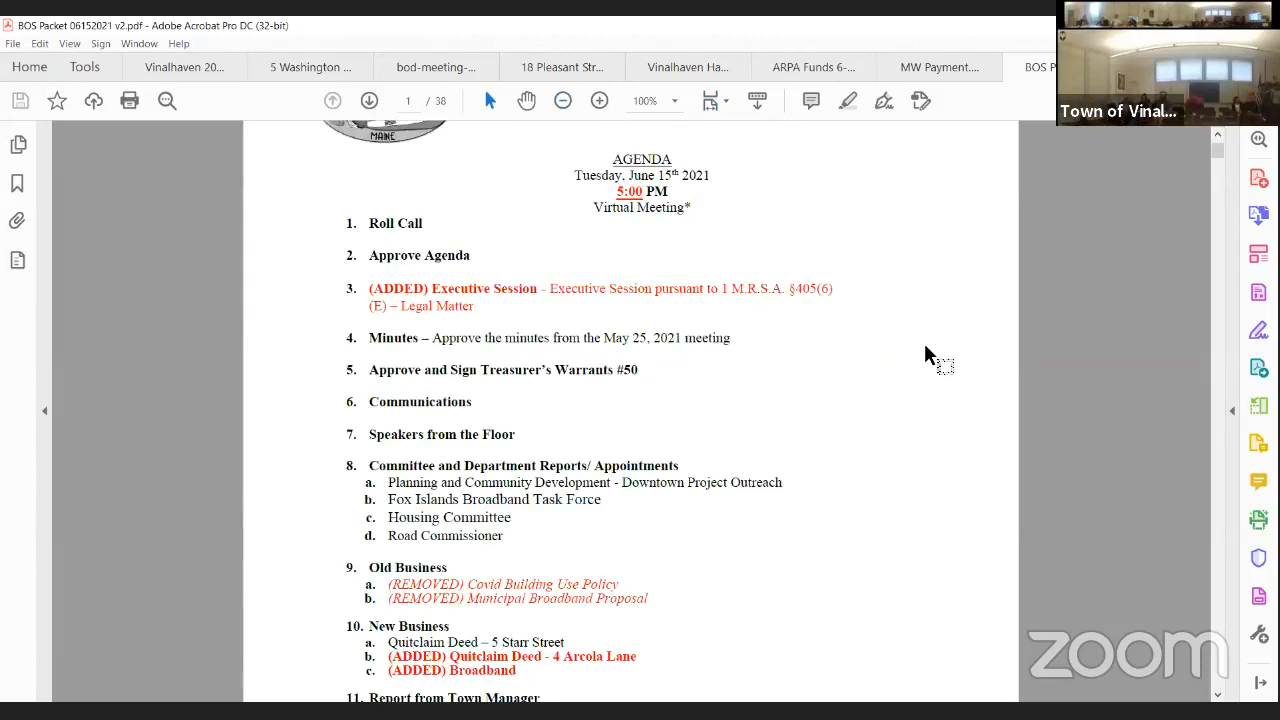 BOS Packet 06152021 v2.pdf - Adobe Acrobat Pro DC (32-bit)
File Edit View Sign Window Help
Home Tools Vinalhaven 20... 5 Washington ... bod-meeting-... 18 Pleasant Str... Vinalhaven Ha... ARPA Funds 6-... MW Payment.... BOS P
1 / 38 100%
Town of Vinal...
MAINE
AGENDA
Tuesday, June 15th 2021
5:00 PM
Virtual Meeting*
1. Roll Call
2. Approve Agenda
3. (ADDED) Executive Session - Executive Session pursuant to 1 M.R.S.A. §405(6)
(E) – Legal Matter
4. Minutes – Approve the minutes from the May 25, 2021 meeting
5. Approve and Sign Treasurer's Warrants #50
6. Communications
7. Speakers from the Floor
8. Committee and Department Reports/ Appointments
a. Planning and Community Development - Downtown Project Outreach
b. Fox Islands Broadband Task Force
c. Housing Committee
d. Road Commissioner
9. Old Business
a. (REMOVED) Covid Building Use Policy
b. (REMOVED) Municipal Broadband Proposal
10. New Business
a. Quitclaim Deed – 5 Starr Street
b. (ADDED) Quitclaim Deed - 4 Arcola Lane
c. (ADDED) Broadband
11. Report from Town Manager
zoom